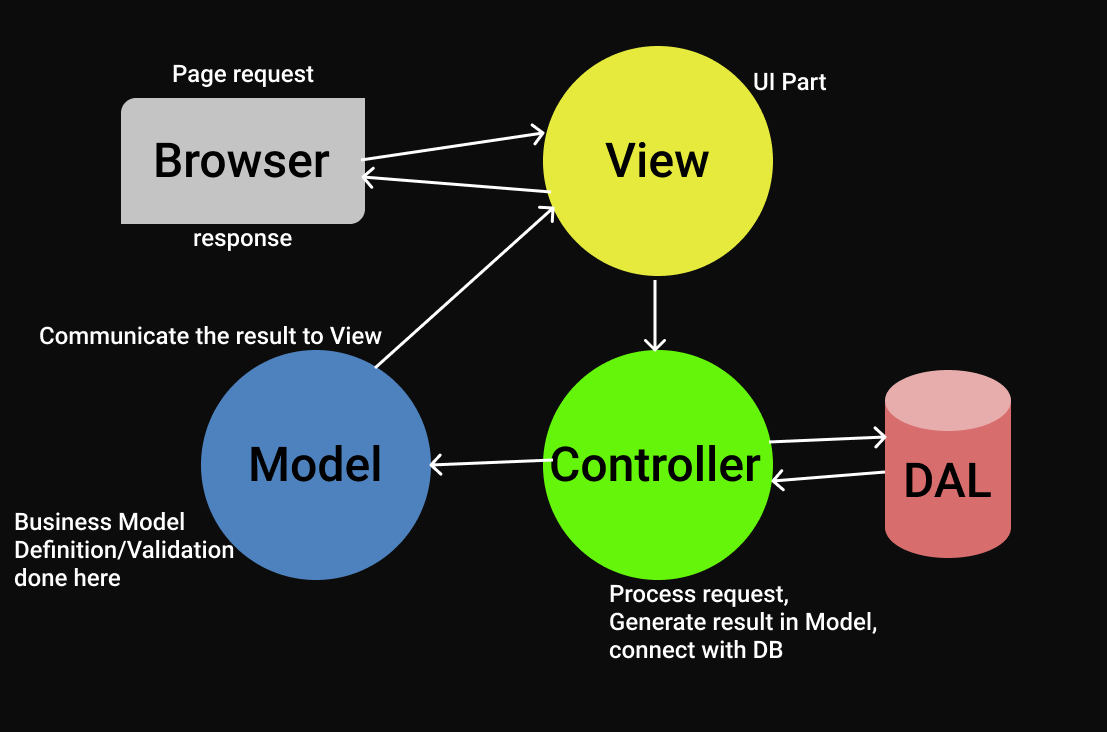 Page request
UI Part
Browser
View
response
Communicate the result to View
Model
Controller
DAL
Business Model
Definition/Validation
done here
Process request,
Generate result in Model,
connect with DB